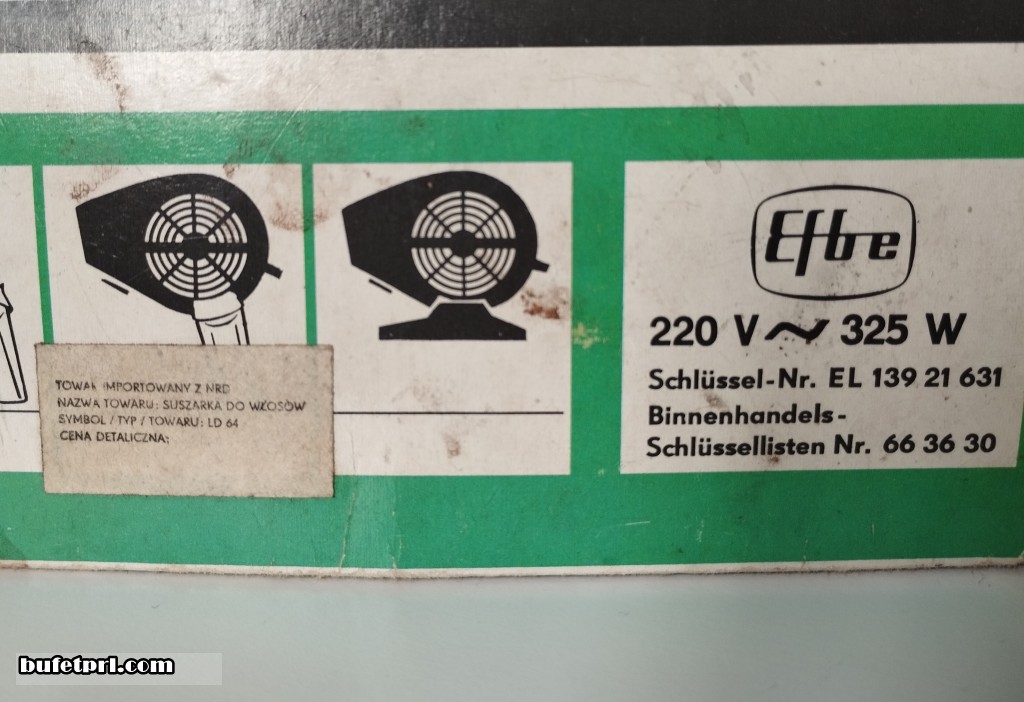 Efbe
220 V ~ 325 W
Schlüssel-Nr. EL 139 21 631
Binnenhandels-
Schlüssellisten Nr. 66 36 30
TOWAR IMPORTOWANY Z NRD
NAZWA TOWARU: SUSZARKA DO WŁOSÓW
SYMBOL / TYP / TOWARU: LD 64
CENA DETALICZNA:
bufetprl.com